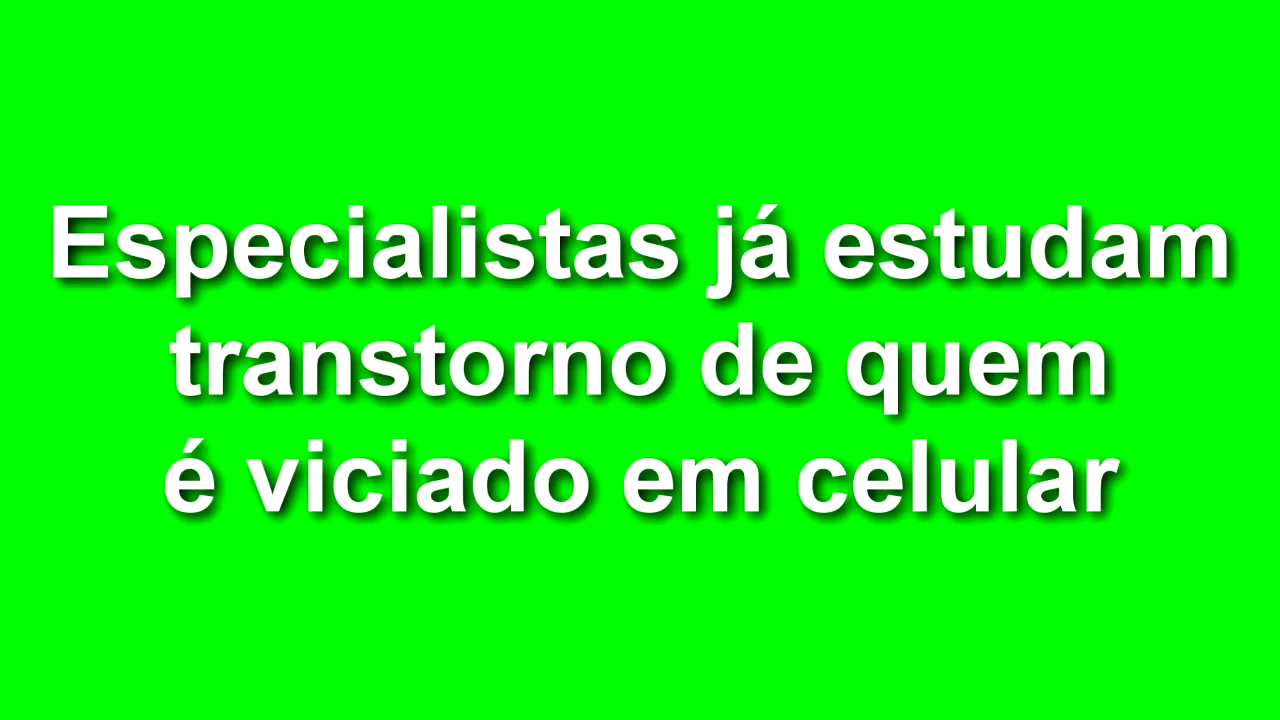 Especialistas já estudam
transtorno de quem
é viciado em celular